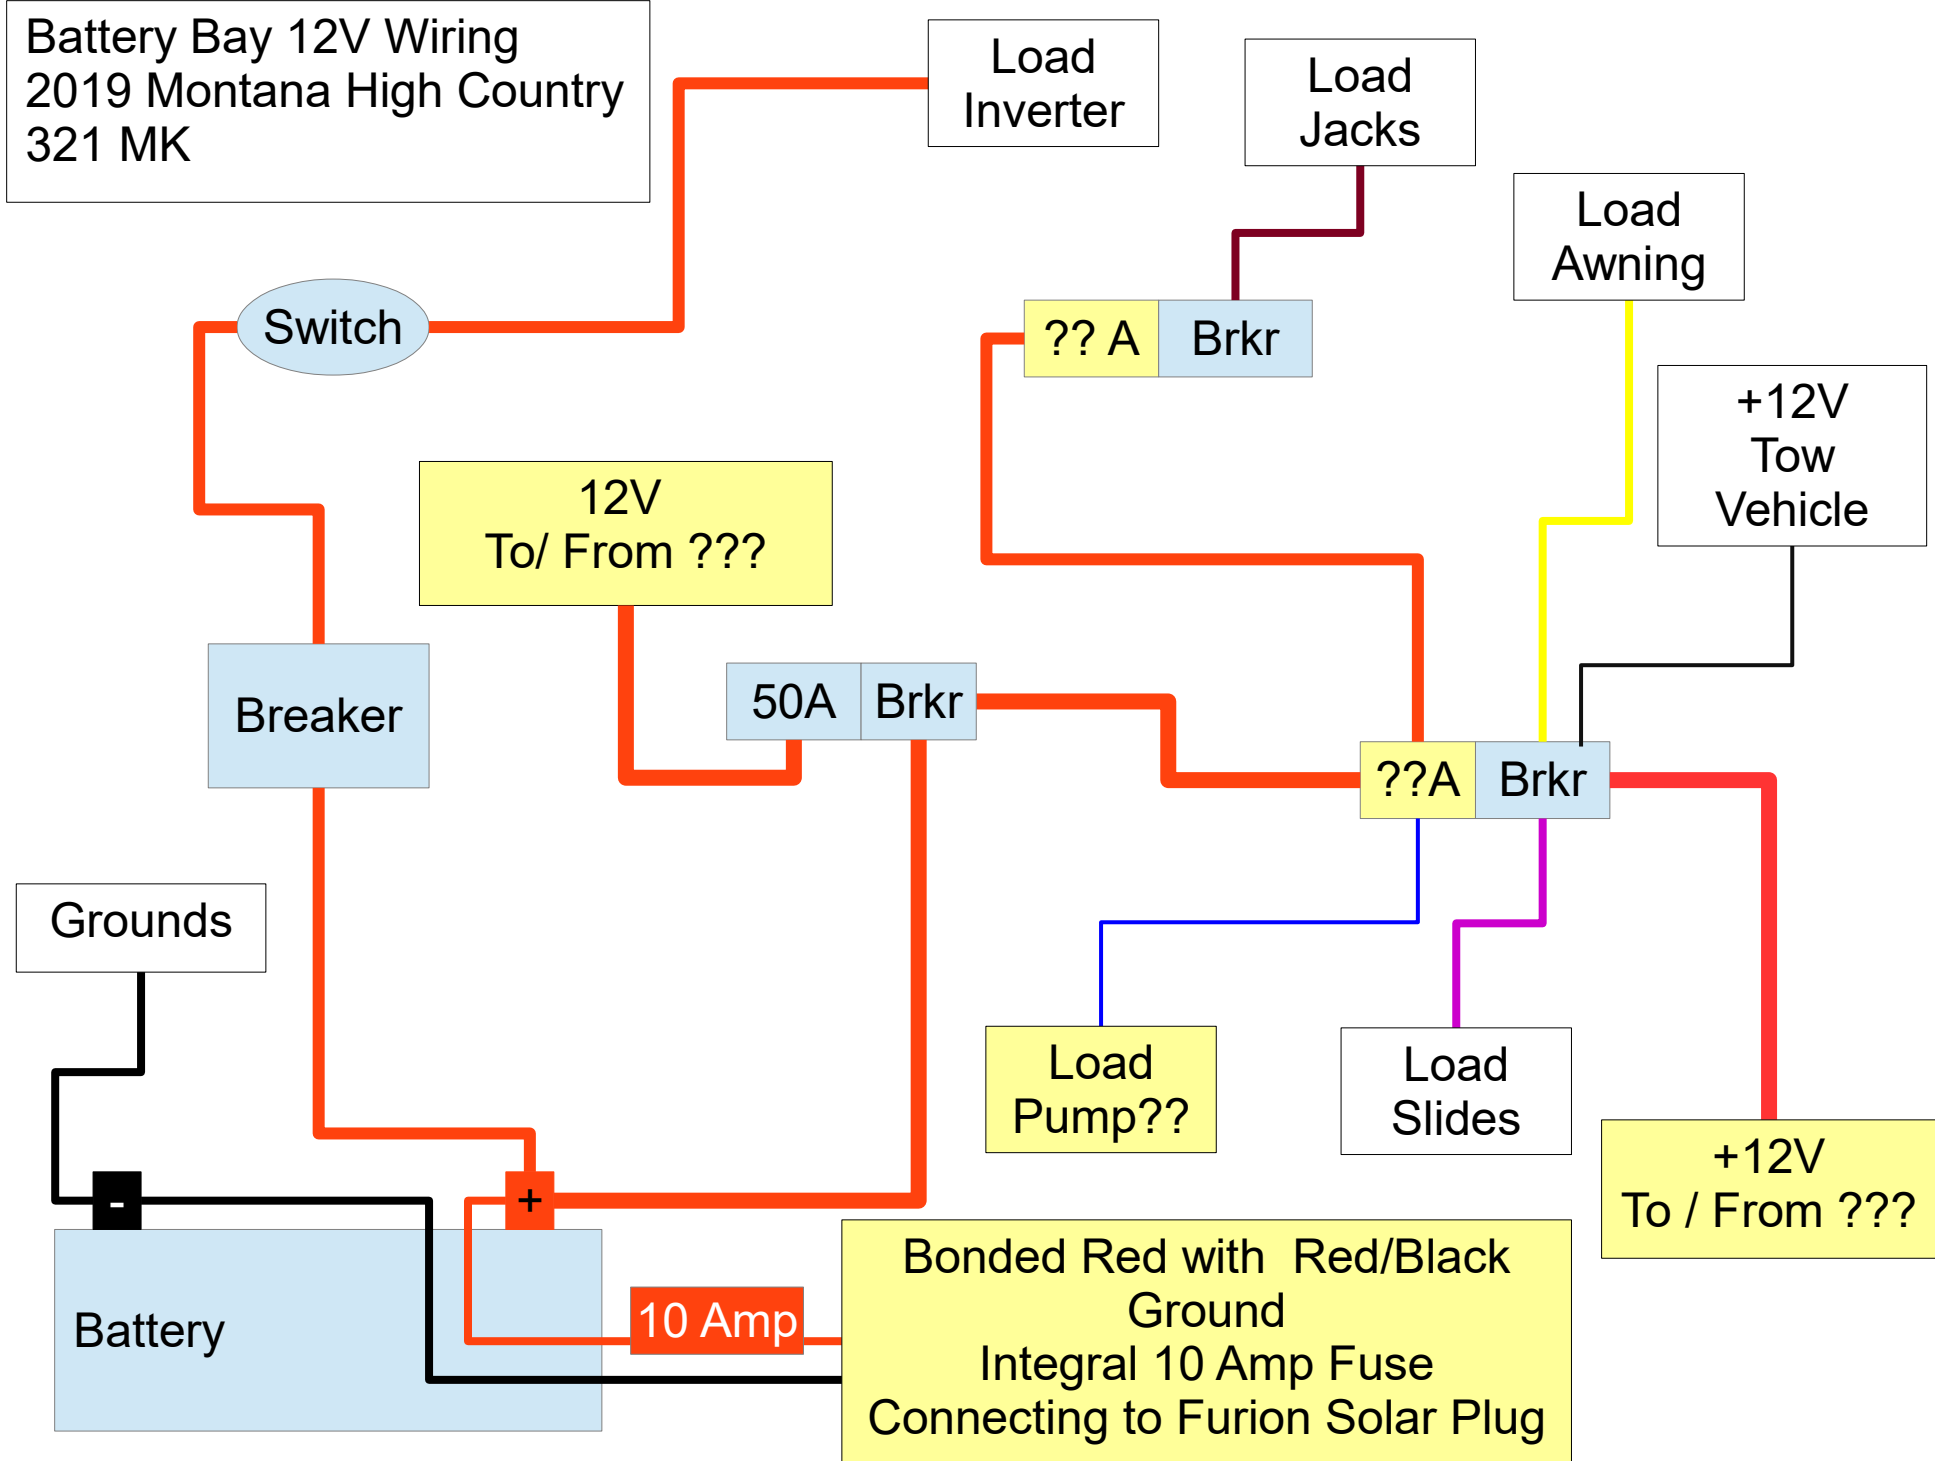 Battery Bay 12V Wiring
2019 Montana High Country
321 MK
Load
Inverter
Load
Jacks
Load
Awning
Switch
?? A
Brkr
+12V
Tow
Vehicle
12V
To/ From ???
Breaker
50A
Brkr
??A
Brkr
Grounds
Load
Pump??
Load
Slides
+12V
To / From ???
-
+
Battery
10 Amp
Bonded Red with  Red/Black
Ground
Integral 10 Amp Fuse
Connecting to Furion Solar Plug